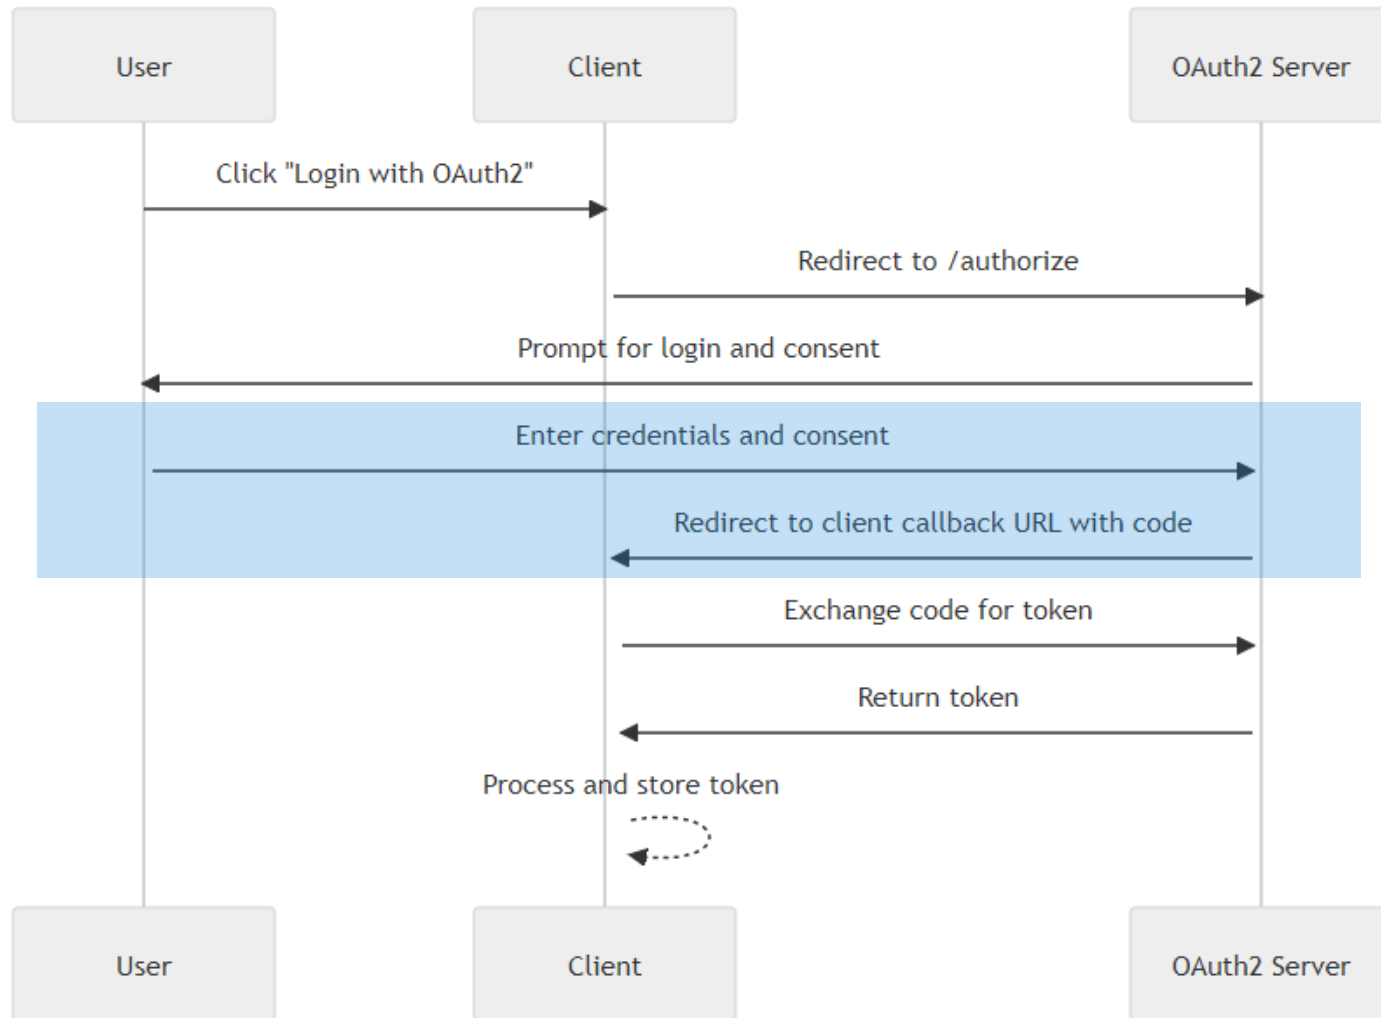 User
Client
OAuth2 Server
Click "Login with OAuth2"
Redirect to /authorize
Prompt for login and consent
Enter credentials and consent
Redirect to client callback URL with code
Exchange code for token
Return token
Process and store token
User
Client
OAuth2 Server